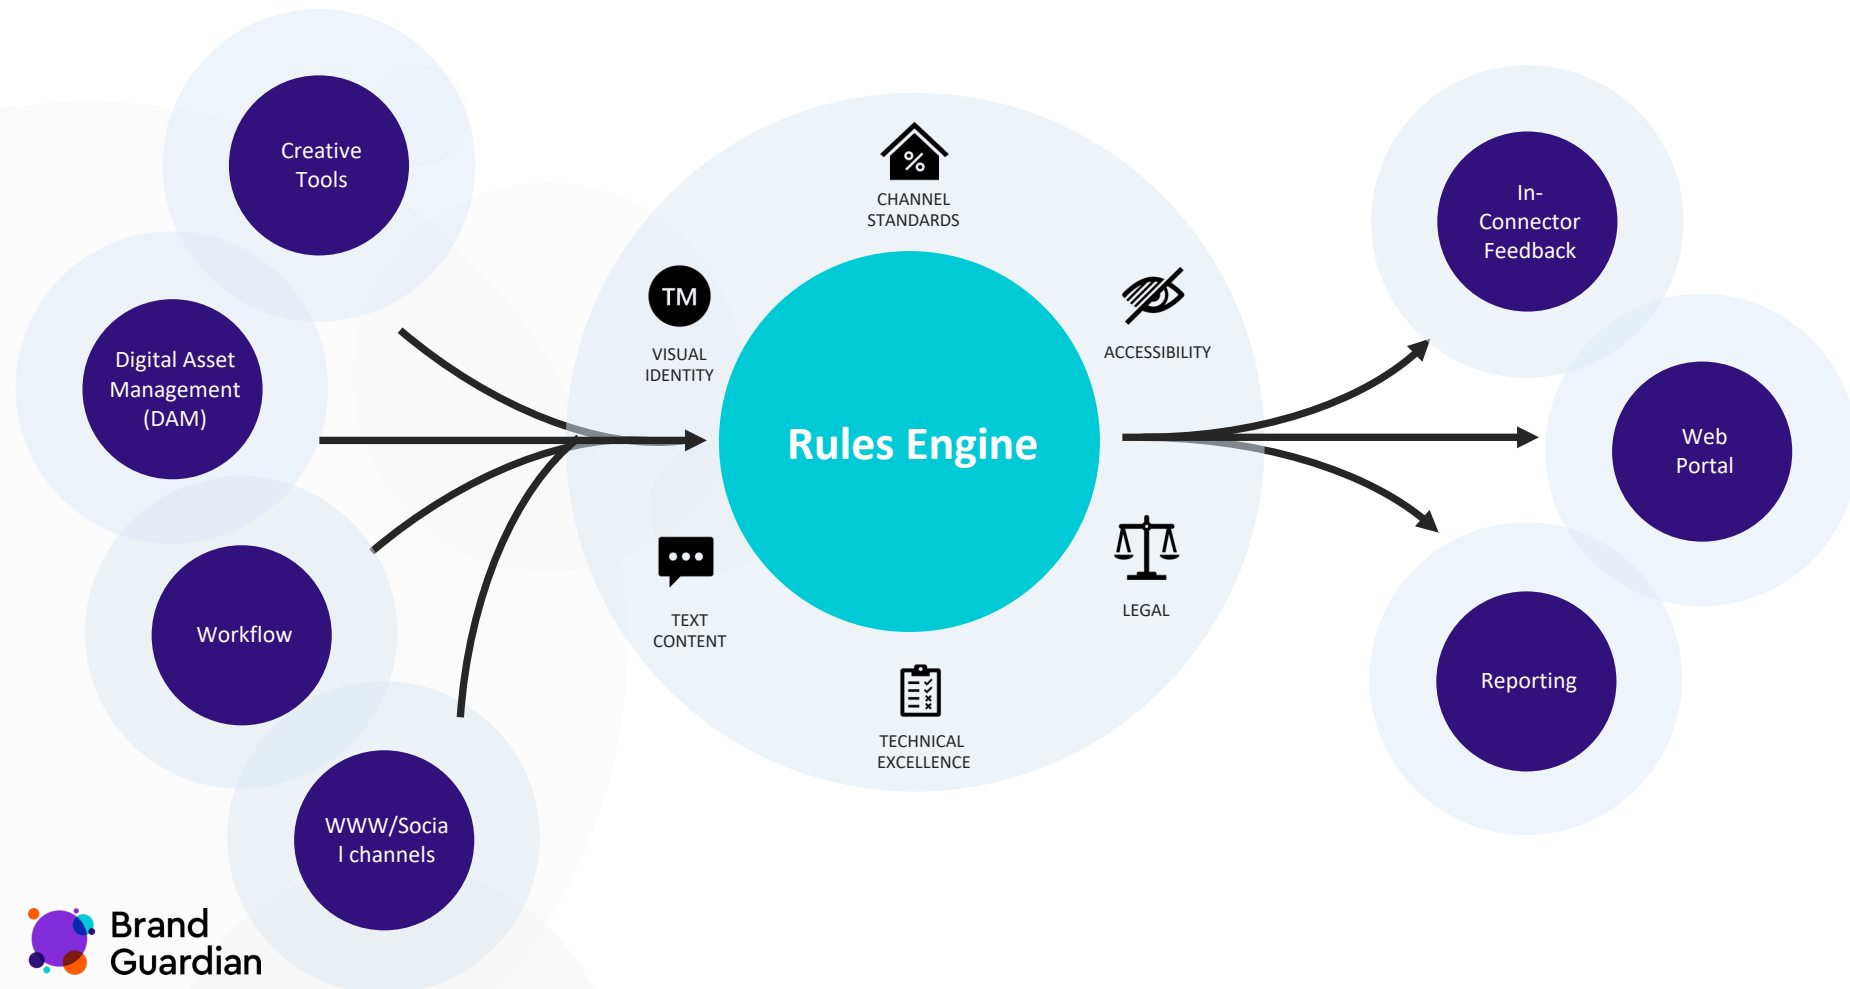 Creative
Tools
Digital Asset
Management
(DAM)
Workflow
WWW/Socia
l channels
CHANNEL
STANDARDS
%
TM
VISUAL
IDENTITY
ACCESSIBILITY
Rules Engine
TEXT
CONTENT
LEGAL
TECHNICAL
EXCELLENCE
In-
Connector
Feedback
Web
Portal
Reporting
Brand
Guardian